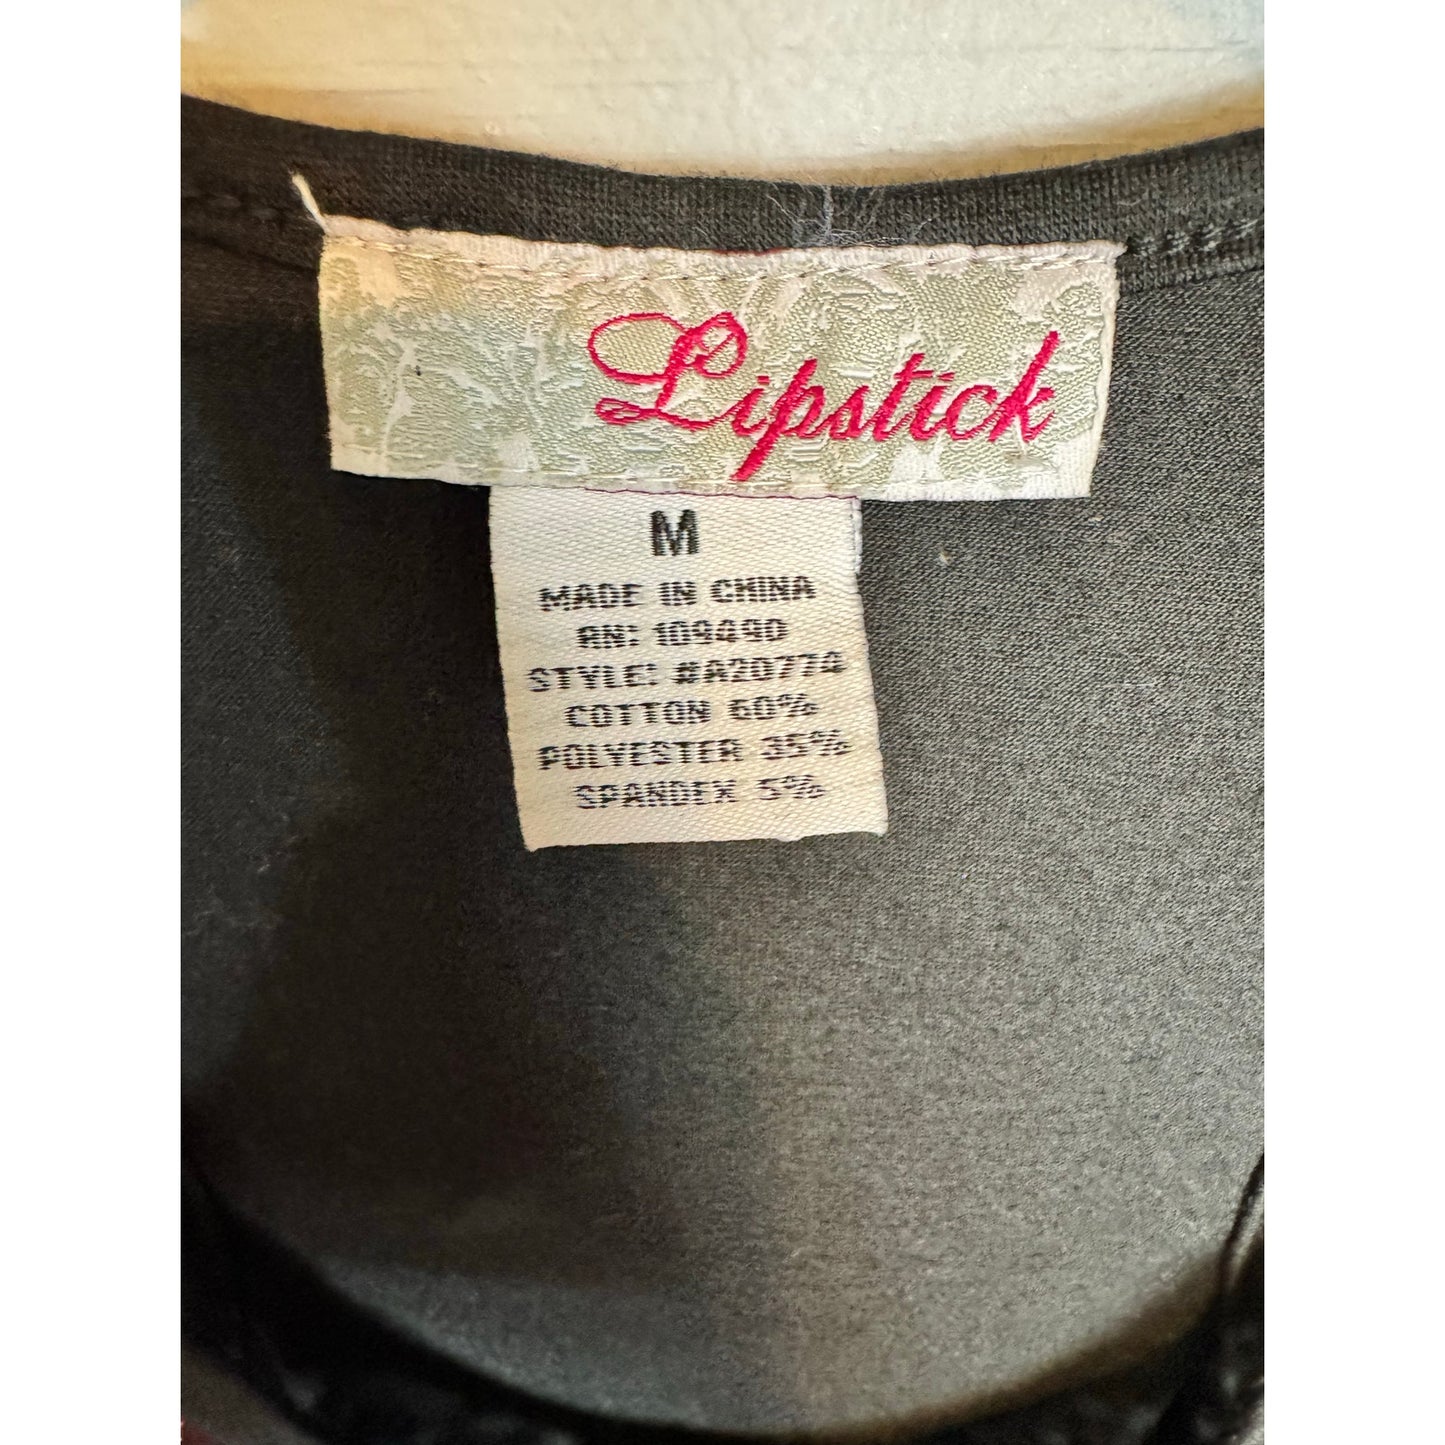 Lipstick
M
MADE IN CHINA
RN: 109490
STYLE: #A20774
COTTON 60%
POLYESTER 35%
SPANDEX 5%